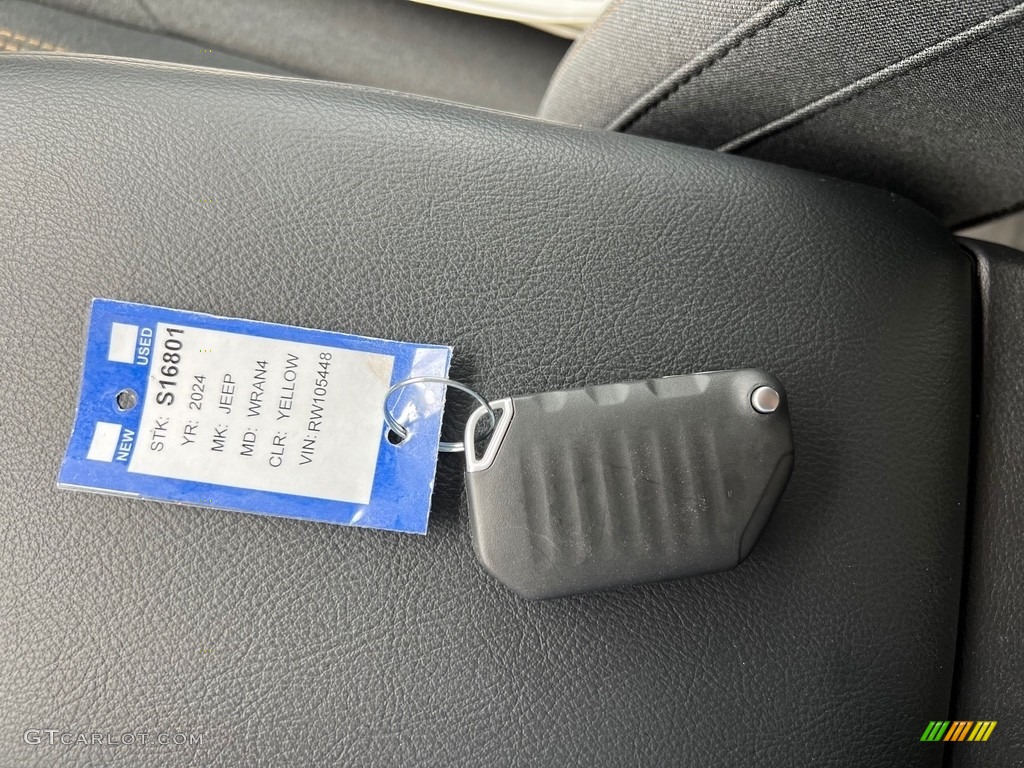 USED
NEW
STK: S16801
YR: 2024
MK: JEEP
MD: WRAN4
CLR: YELLOW
VIN: RW105448
GTCARLOT.COM